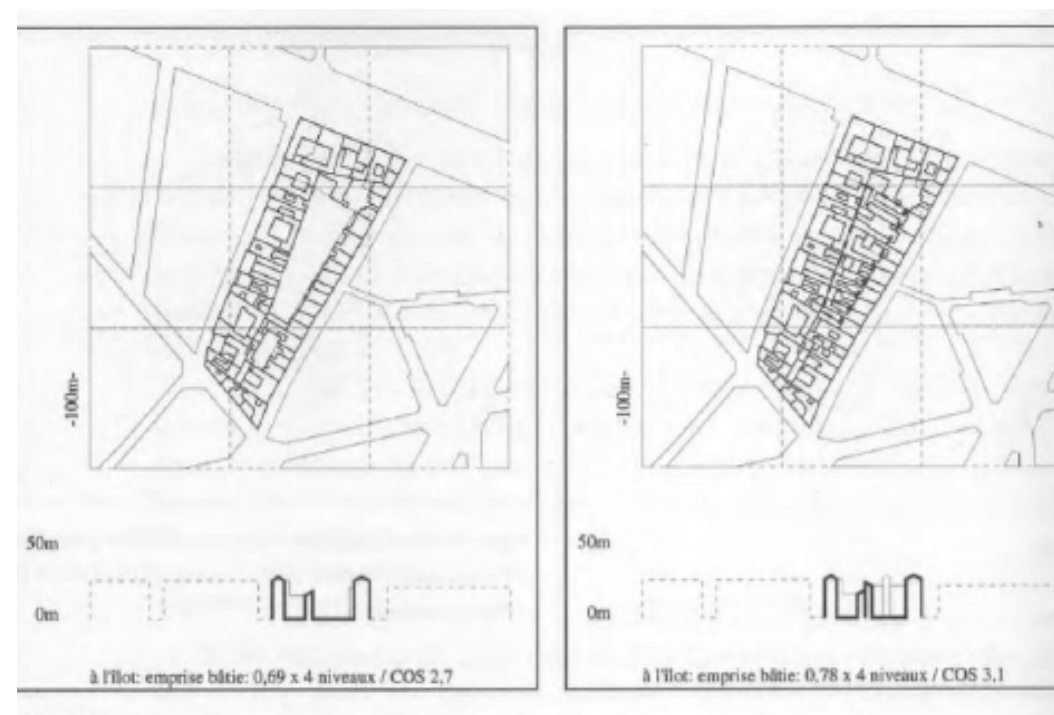 -100m-
50m
0m
à l'îlot: emprise bâtie: 0,69 x 4 niveaux / COS 2,7
-100m-
50m
0m
à l'îlot: emprise bâtie: 0,78 x 4 niveaux / COS 3,1